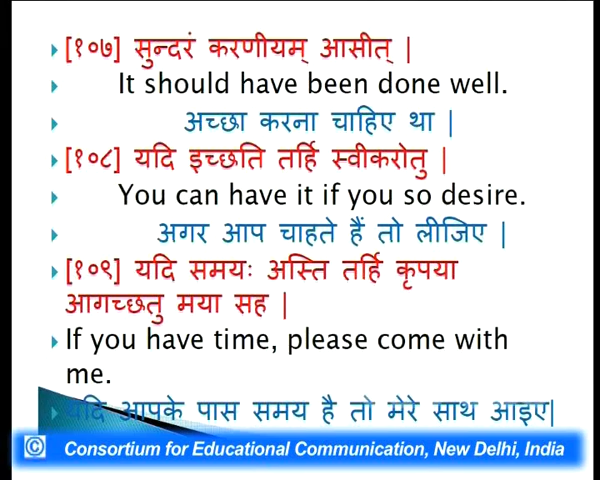 [१०७] सुन्दरं करणीयम् आसीत् |
It should have been done well.
अच्छा करना चाहिए था |
[१०८] यदि इच्छति तर्हि स्वीकरोतु |
You can have it if you so desire.
अगर आप चाहते हैं तो लीजिए |
[१०९] यदि समयः अस्ति तर्हि कृपया
आगच्छतु मया सह |
If you have time, please come with
me.
यदि आपके पास समय है तो मेरे साथ आइए|
© Consortium for Educational Communication, New Delhi, India